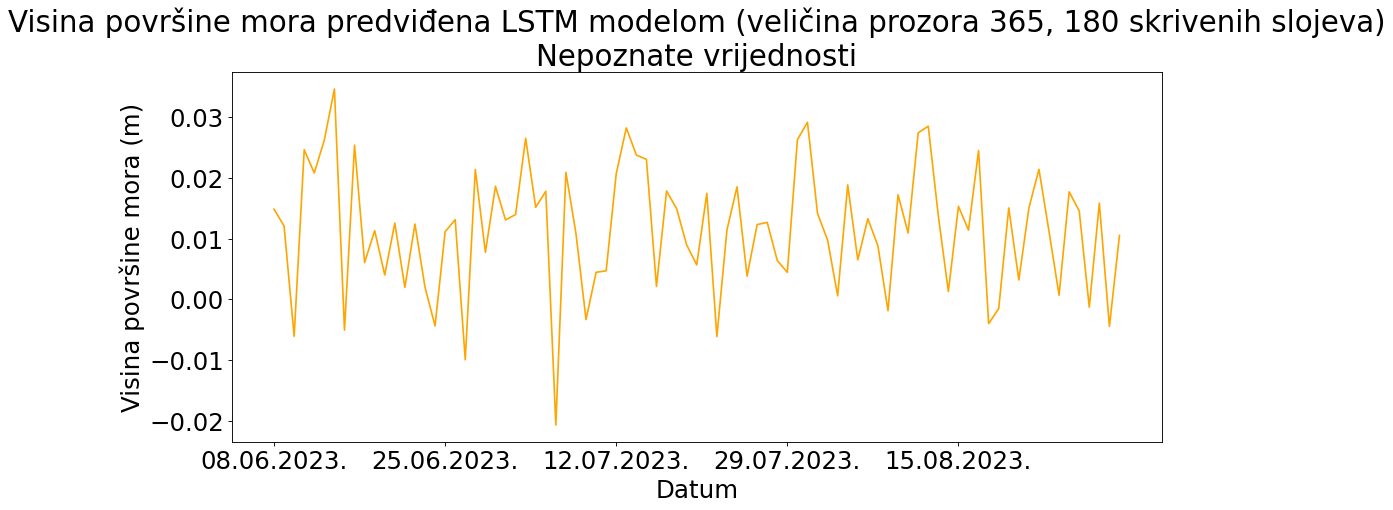 Visina površine mora predviđena LSTM modelom (veličina prozora 365, 180 skrivenih slojeva)
Nepoznate vrijednosti
Visina površine mora (m)
0.03
0.02
0.01
0.00
−0.01
−0.02
08.06.2023. 25.06.2023. 12.07.2023. 29.07.2023. 15.08.2023.
Datum